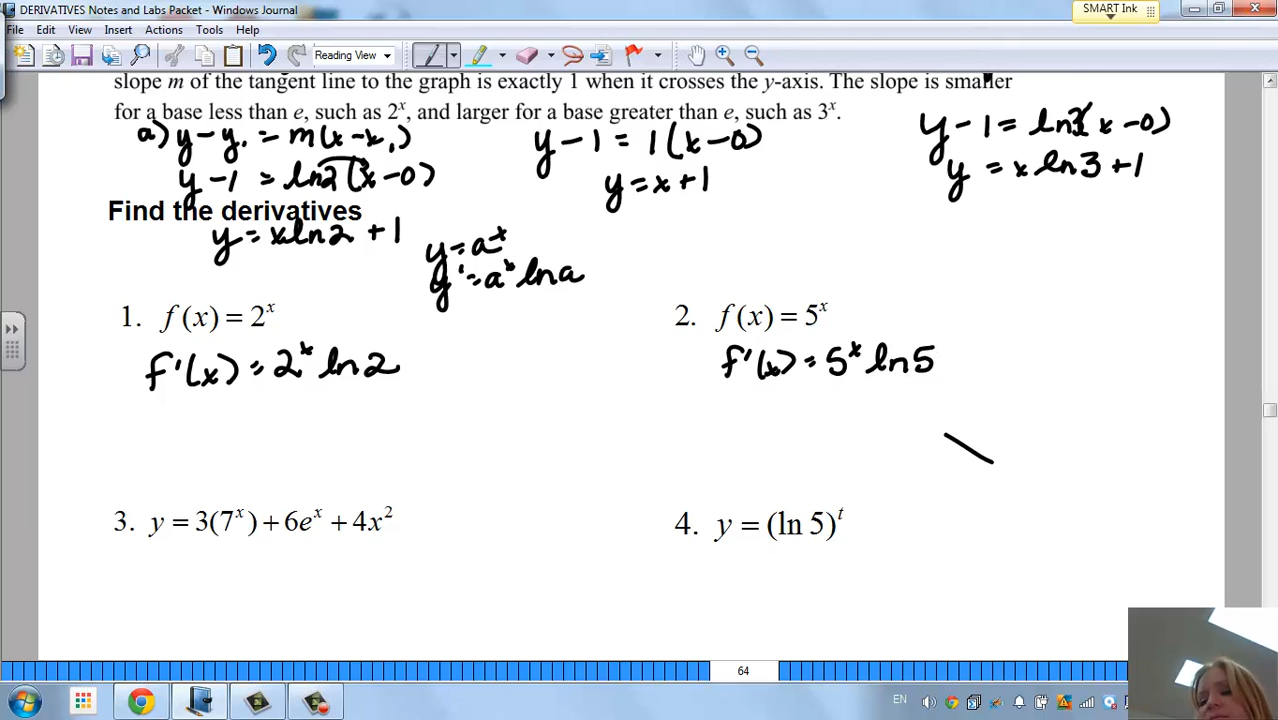 DERIVATIVES Notes and Labs Packet - Windows Journal
SMART Ink
File Edit View Insert Actions Tools Help
Reading View
slope m of the tangent line to the graph is exactly 1 when it crosses the y-axis. The slope is smaller
for a base less than e, such as 2^x, and larger for a base greater than e, such as 3^x.
a) y - y₁ = m(x - x₁)
y - 1 = 1(x - 0)
y - 1 = ln3(x - 0)
y - 1 = ln2(x - 0)
y = x + 1
y = x ln3 + 1
Find the derivatives
y = x ln2 + 1
y = a^x
y' = a^x ln a
1. f(x) = 2^x
2. f(x) = 5^x
f'(x) = 2^x ln 2
f'(x) = 5^x ln 5
3. y = 3(7^x) + 6e^x + 4x^2
4. y = (ln 5)^t
64
EN